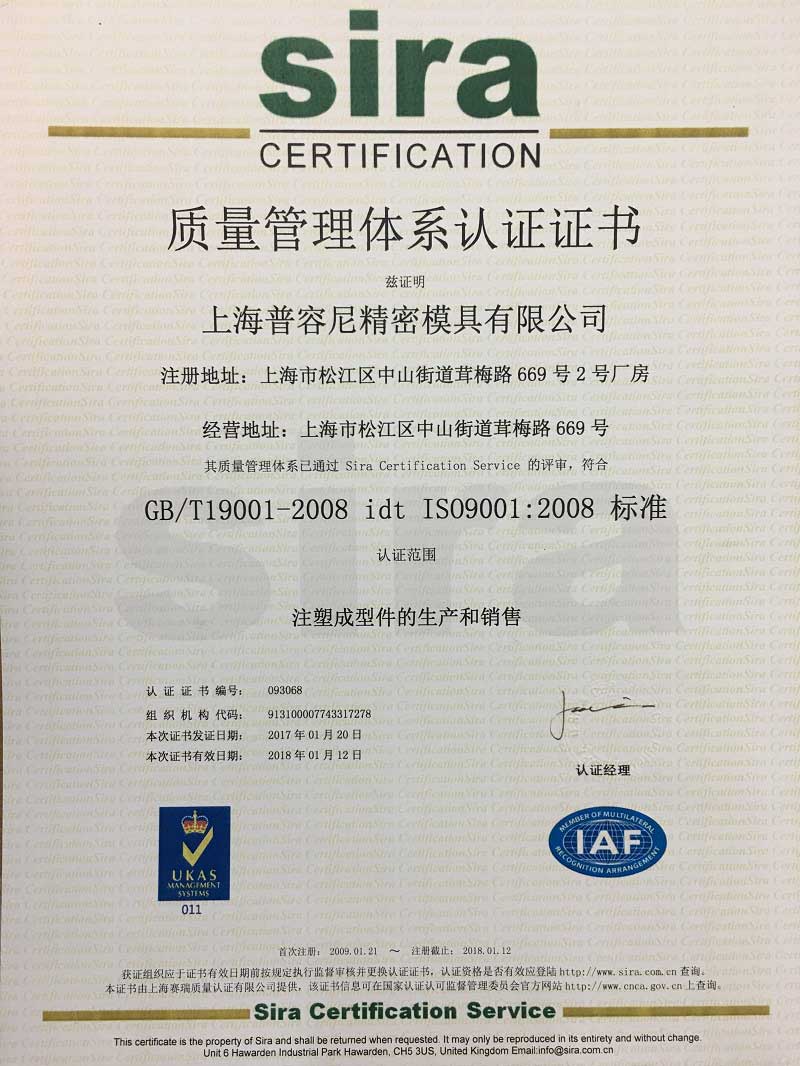 sira
CERTIFICATION
质量管理体系认证证书
兹证明
上海普容尼精密模具有限公司
注册地址：上海市松江区中山街道茸梅路 669 号 2 号厂房
经营地址：上海市松江区中山街道茸梅路 669 号
其质量管理体系已通过 Sira Certification Service 的评审，符合
GB/T19001-2008 idt ISO9001:2008 标准
认证范围
注塑成型件的生产和销售
认 证 证 书 编号： 093068
组 织 机 构 代码： 913100007743317278
本次证书发证日期： 2017 年 01 月 20 日
本次证书有效日期： 2018 年 01 月 12 日
认证经理
UKAS
MANAGEMENT
SYSTEMS
011
MEMBER OF MULTILATERAL
IAF
RECOGNITION ARRANGEMENT
首次注册： 2009.01.21 ～ 注册截止： 2018.01.12
获证组织应于证书有效日期前按规定执行监督审核并更换认证证书，认证资格是否有效应登陆 http://www.sira.com.cn 查询。
本证书由上海赛瑞质量认证有限公司提供，该证书信息可在国家认证认可监督管理委员会官方网站 http://www.cnca.gov.cn 上查询。
Sira Certification Service
This certificate is the property of Sira and shall be returned when requested. It may only be reproduced in its entirety and without change.
Unit 6 Hawarden Industrial Park Hawarden, CH5 3US, United Kingdom Email:info@sira.com.cn